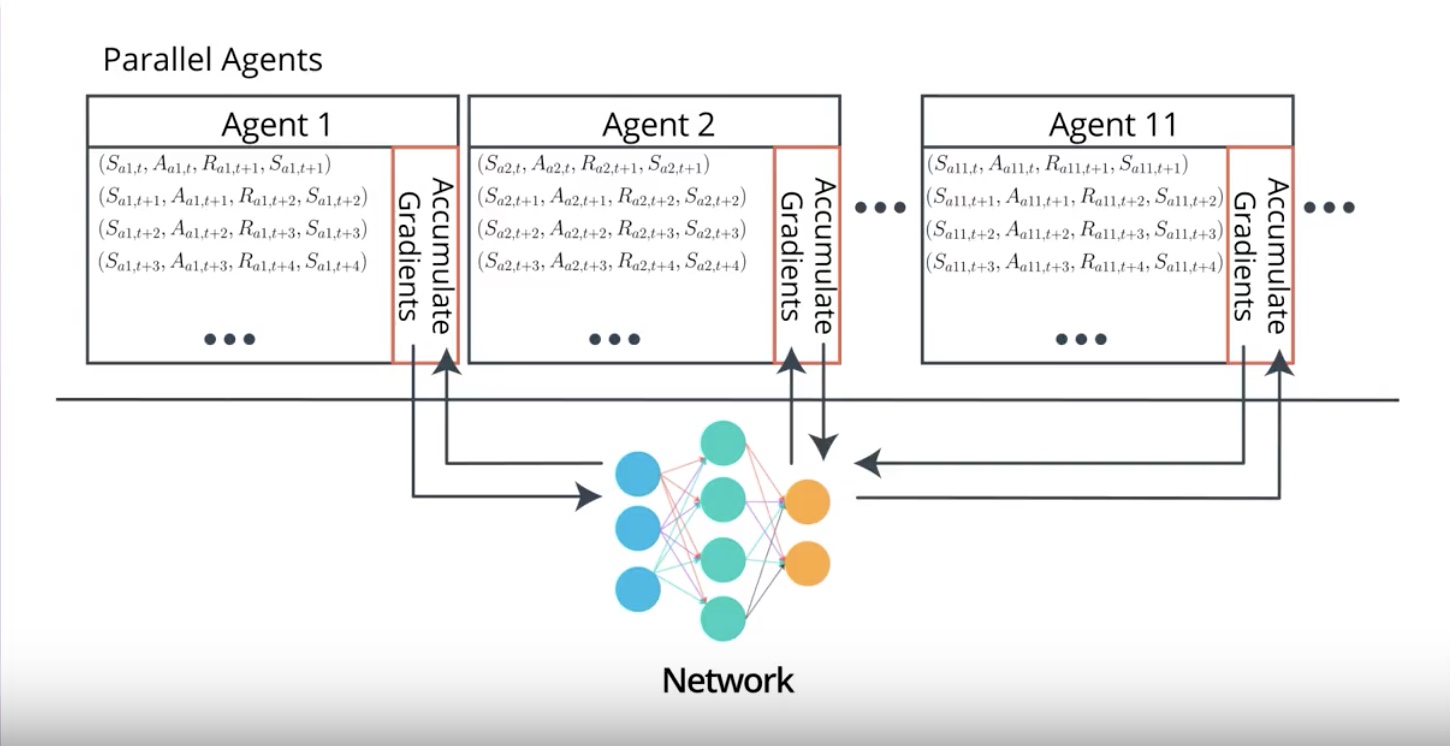 Parallel Agents
Agent 1
(S_{a1,t}, A_{a1,t}, R_{a1,t+1}, S_{a1,t+1})
(S_{a1,t+1}, A_{a1,t+1}, R_{a1,t+2}, S_{a1,t+2})
(S_{a1,t+2}, A_{a1,t+2}, R_{a1,t+3}, S_{a1,t+3})
(S_{a1,t+3}, A_{a1,t+3}, R_{a1,t+4}, S_{a1,t+4})
Accumulate
Gradients
Agent 2
(S_{a2,t}, A_{a2,t}, R_{a2,t+1}, S_{a2,t+1})
(S_{a2,t+1}, A_{a2,t+1}, R_{a2,t+2}, S_{a2,t+2})
(S_{a2,t+2}, A_{a2,t+2}, R_{a2,t+3}, S_{a2,t+3})
(S_{a2,t+3}, A_{a2,t+3}, R_{a2,t+4}, S_{a2,t+4})
Accumulate
Gradients
Agent 11
(S_{a11,t}, A_{a11,t}, R_{a11,t+1}, S_{a11,t+1})
(S_{a11,t+1}, A_{a11,t+1}, R_{a11,t+2}, S_{a11,t+2})
(S_{a11,t+2}, A_{a11,t+2}, R_{a11,t+3}, S_{a11,t+3})
(S_{a11,t+3}, A_{a11,t+3}, R_{a11,t+4}, S_{a11,t+4})
Accumulate
Gradients
Network